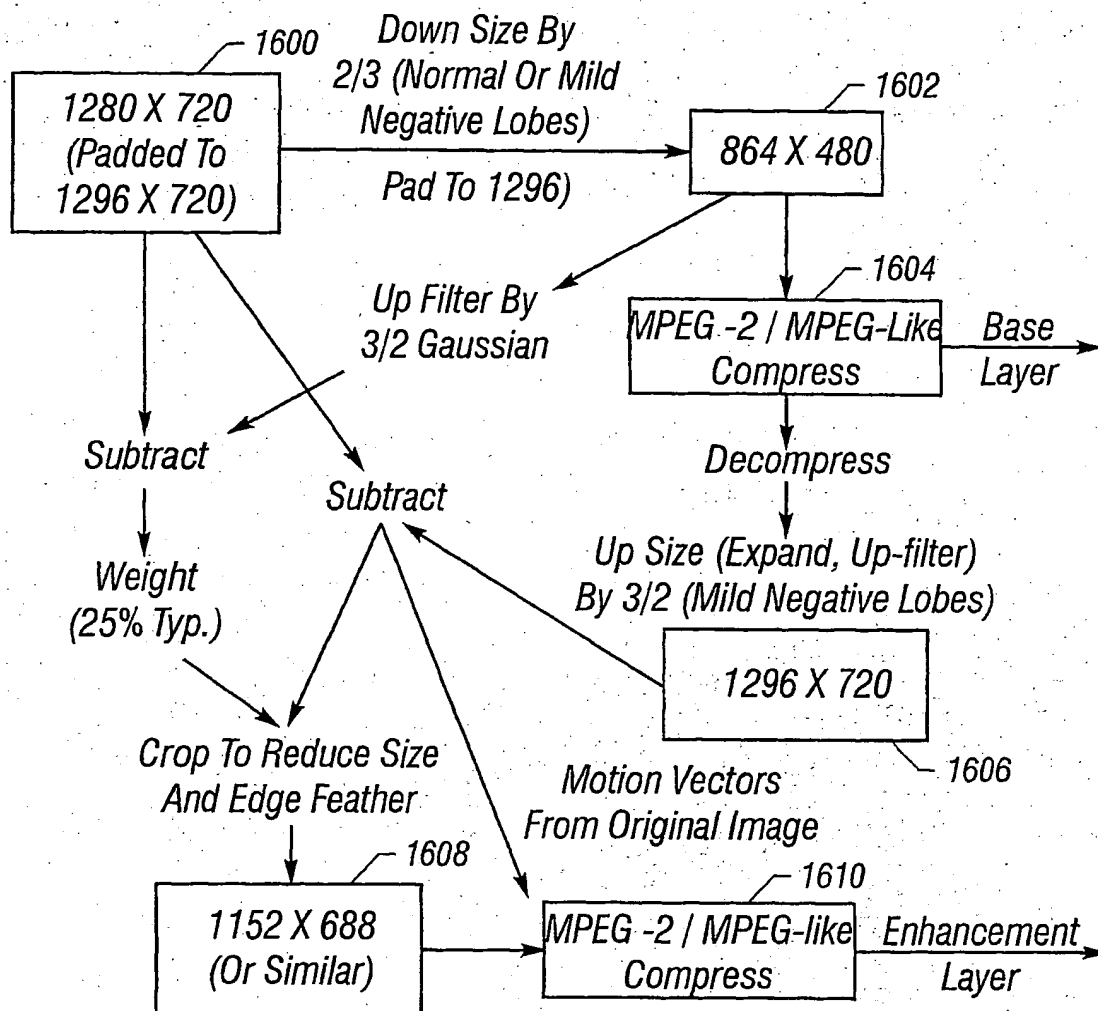 1600
1280 X 720
(Padded To
1296 X 720)
Down Size By
2/3 (Normal Or Mild
Negative Lobes)
Pad To 1296)
1602
864 X 480
Up Filter By
3/2 Gaussian
1604
MPEG -2 / MPEG-Like
Compress
Base
Layer
Subtract
Subtract
Decompress
Weight
(25% Typ.)
Up Size (Expand, Up-filter)
By 3/2 (Mild Negative Lobes)
1296 X 720
1606
Crop To Reduce Size
And Edge Feather
Motion Vectors
From Original Image
1608
1152 X 688
(Or Similar)
1610
MPEG -2 / MPEG-like
Compress
Enhancement
Layer